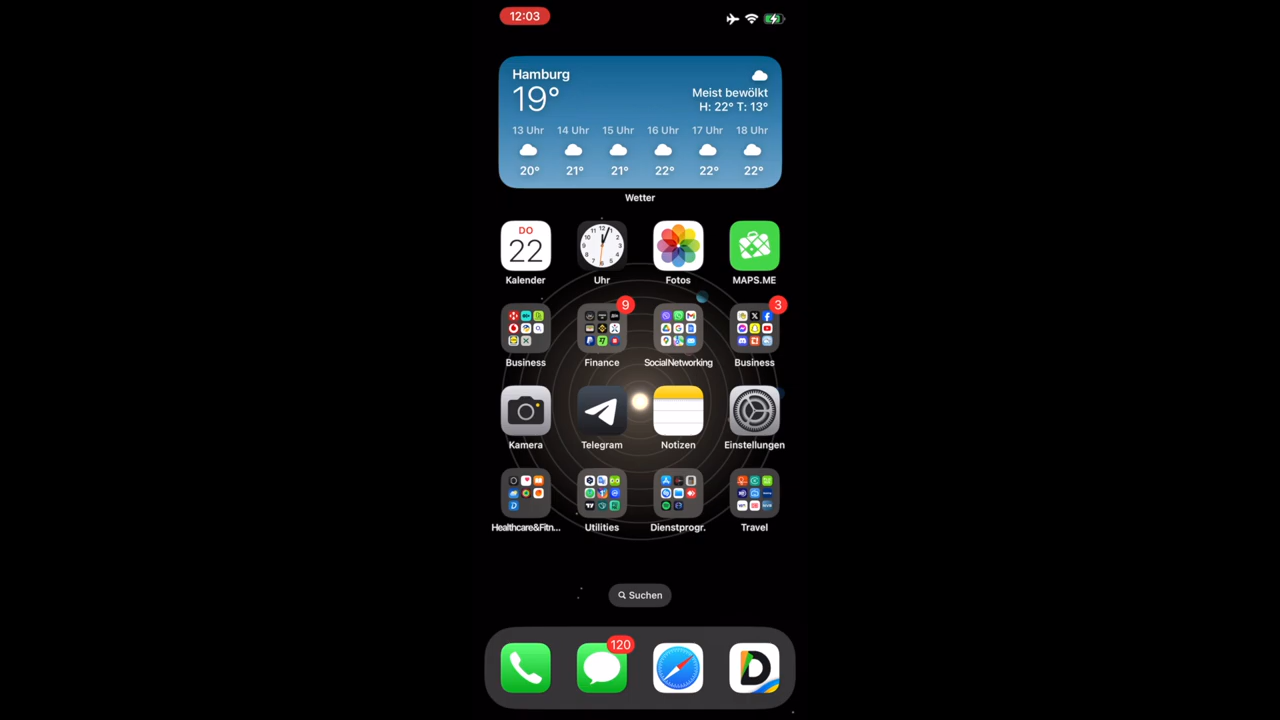 12:03
Hamburg
19°
Meist bewölkt
H: 22° T: 13°
13 Uhr 14 Uhr 15 Uhr 16 Uhr 17 Uhr 18 Uhr
20° 21° 21° 22° 22° 22°
Wetter
DO
22
Kalender Uhr Fotos MAPS.ME
9 3
Business Finance SocialNetworking Business
Kamera Telegram Notizen Einstellungen
Healthcare&Fitn... Utilities Dienstprogr. Travel
Suchen
120